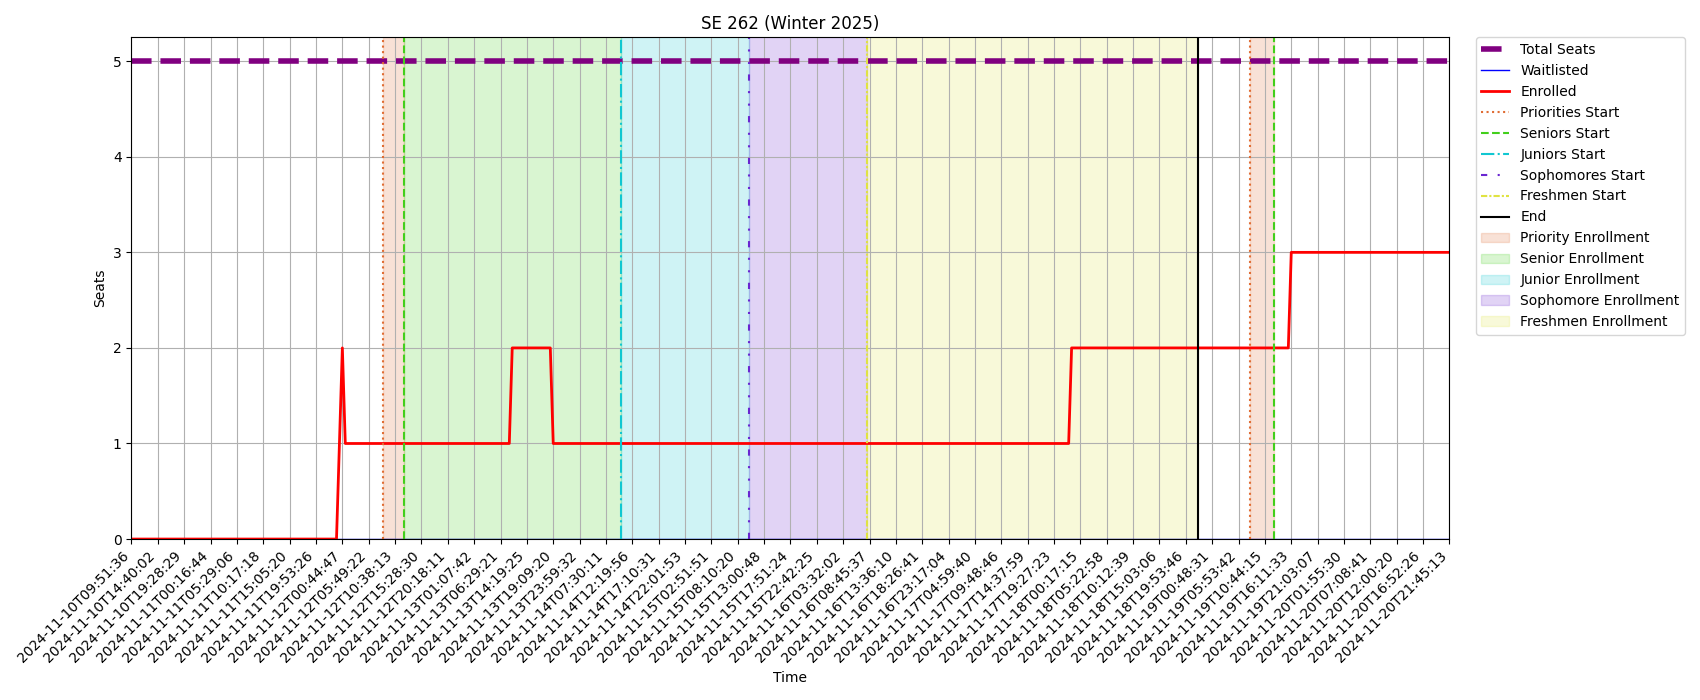 SE 262 (Winter 2025)
5
4
3
2
1
0
Seats
Total Seats
Waitlisted
Enrolled
Priorities Start
Seniors Start
Juniors Start
Sophomores Start
Freshmen Start
End
Priority Enrollment
Senior Enrollment
Junior Enrollment
Sophomore Enrollment
Freshmen Enrollment
2024-11-10T09:51:36
2024-11-10T14:40:02
2024-11-10T19:28:29
2024-11-11T00:16:44
2024-11-11T05:29:06
2024-11-11T10:17:18
2024-11-11T15:05:20
2024-11-11T19:53:26
2024-11-12T00:44:47
2024-11-12T05:49:22
2024-11-12T10:38:13
2024-11-12T15:28:30
2024-11-12T20:18:11
2024-11-13T01:07:42
2024-11-13T06:29:21
2024-11-13T14:19:25
2024-11-13T19:09:20
2024-11-13T23:59:32
2024-11-14T07:30:11
2024-11-14T12:19:56
2024-11-14T17:10:31
2024-11-14T22:01:53
2024-11-15T02:51:51
2024-11-15T08:10:20
2024-11-15T13:00:48
2024-11-15T17:51:24
2024-11-15T22:42:25
2024-11-16T03:32:02
2024-11-16T08:45:37
2024-11-16T13:36:10
2024-11-16T18:26:41
2024-11-16T23:17:04
2024-11-17T04:59:40
2024-11-17T09:48:46
2024-11-17T14:37:59
2024-11-17T19:27:23
2024-11-18T00:17:15
2024-11-18T05:22:58
2024-11-18T10:12:39
2024-11-18T15:03:06
2024-11-18T19:53:46
2024-11-19T00:48:31
2024-11-19T05:53:42
2024-11-19T10:44:15
2024-11-19T16:11:33
2024-11-19T21:03:07
2024-11-20T01:55:30
2024-11-20T07:08:41
2024-11-20T12:00:20
2024-11-20T16:52:26
2024-11-20T21:45:13
Time